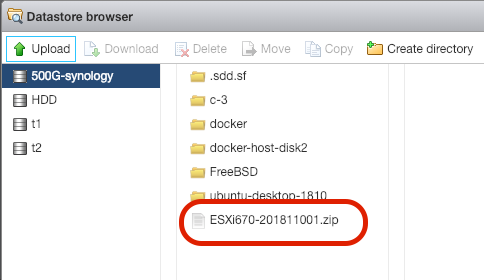 Datastore browser
Upload Download Delete Move Copy Create directory
500G-synology
HDD
t1
t2
.sdd.sf
c-3
docker
docker-host-disk2
FreeBSD
ubuntu-desktop-1810
ESXi670-201811001.zip